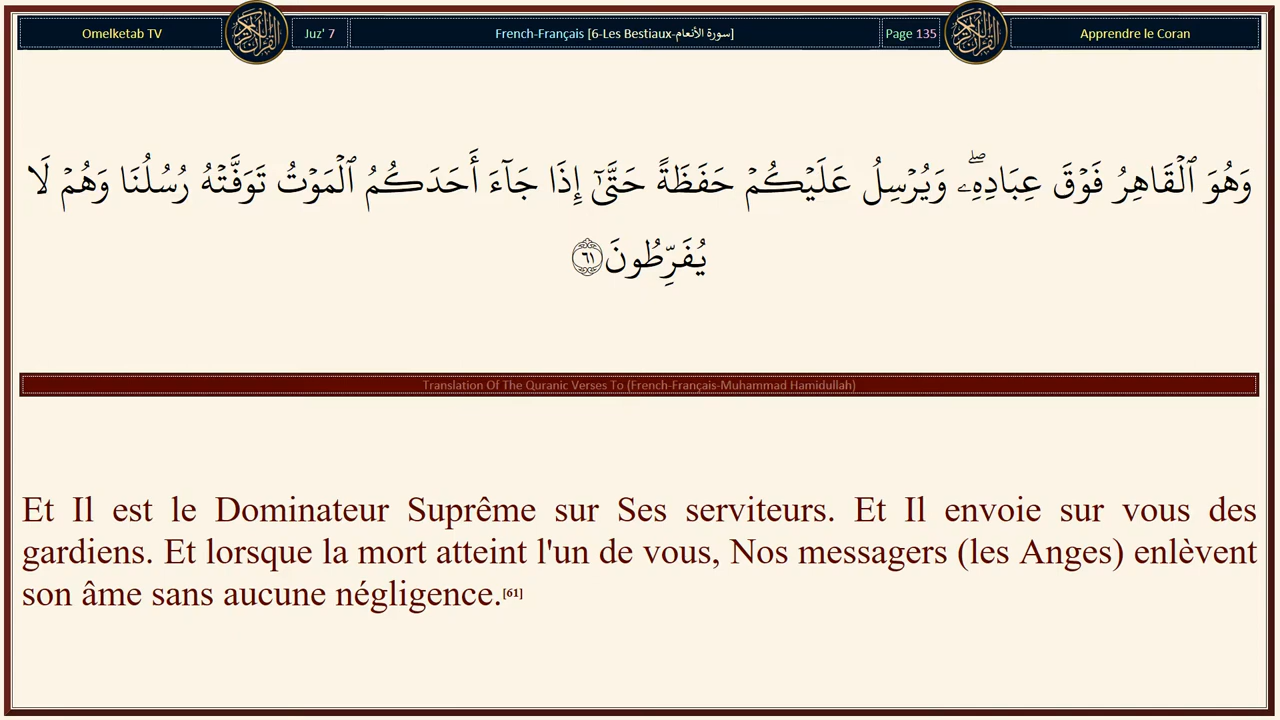 Omelketab TV
Juz' 7
French-Français [6-Les Bestiaux-سورة الأنعام]
Page 135
Apprendre le Coran
وَهُوَ ٱلۡقَاهِرُ فَوۡقَ عِبَادِهِۦۖ وَيُرۡسِلُ عَلَيۡكُمۡ حَفَظَةً حَتَّىٰٓ إِذَا جَآءَ أَحَدَكُمُ ٱلۡمَوۡتُ تَوَفَّتۡهُ رُسُلُنَا وَهُمۡ لَا
يُفَرِّطُونَ ٦١
Translation Of The Quranic Verses To (French-Français-Muhammad Hamidullah)
Et Il est le Dominateur Suprême sur Ses serviteurs. Et Il envoie sur vous des
gardiens. Et lorsque la mort atteint l'un de vous, Nos messagers (les Anges) enlèvent
son âme sans aucune négligence.[61]